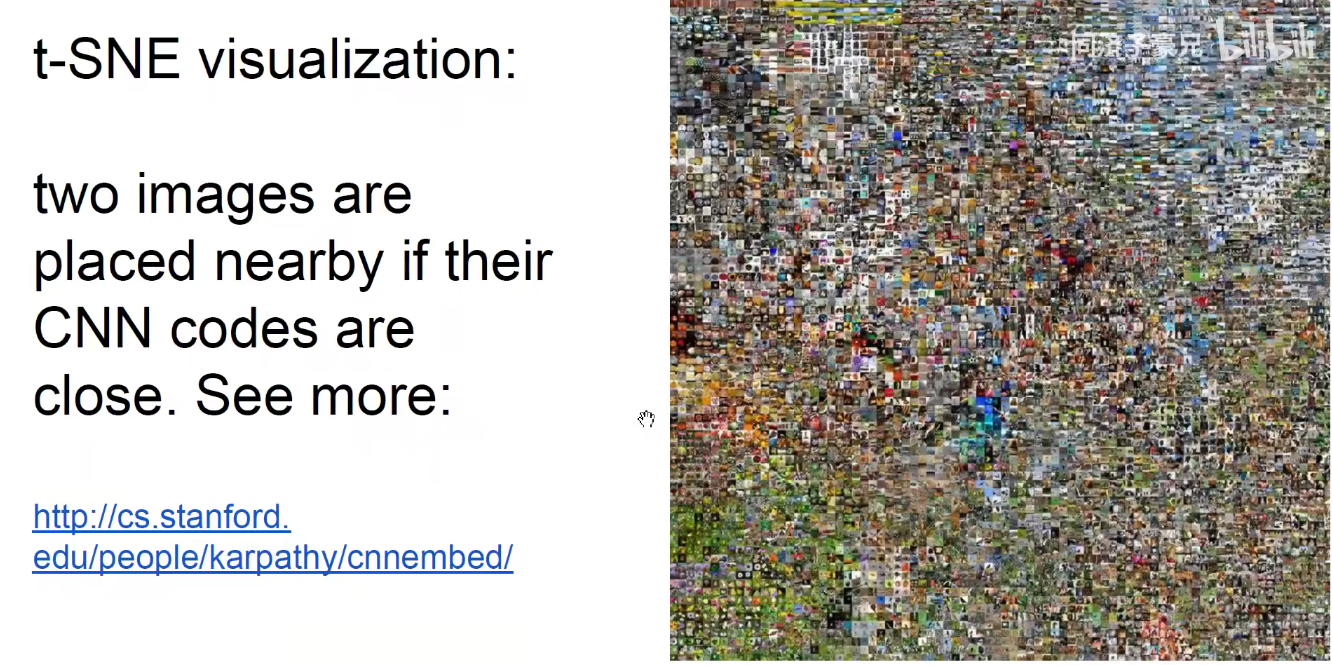 t-SNE visualization:
two images are
placed nearby if their
CNN codes are
close. See more:
http://cs.stanford.
edu/people/karpathy/cnnembed/
同济子豪兄 bilibili